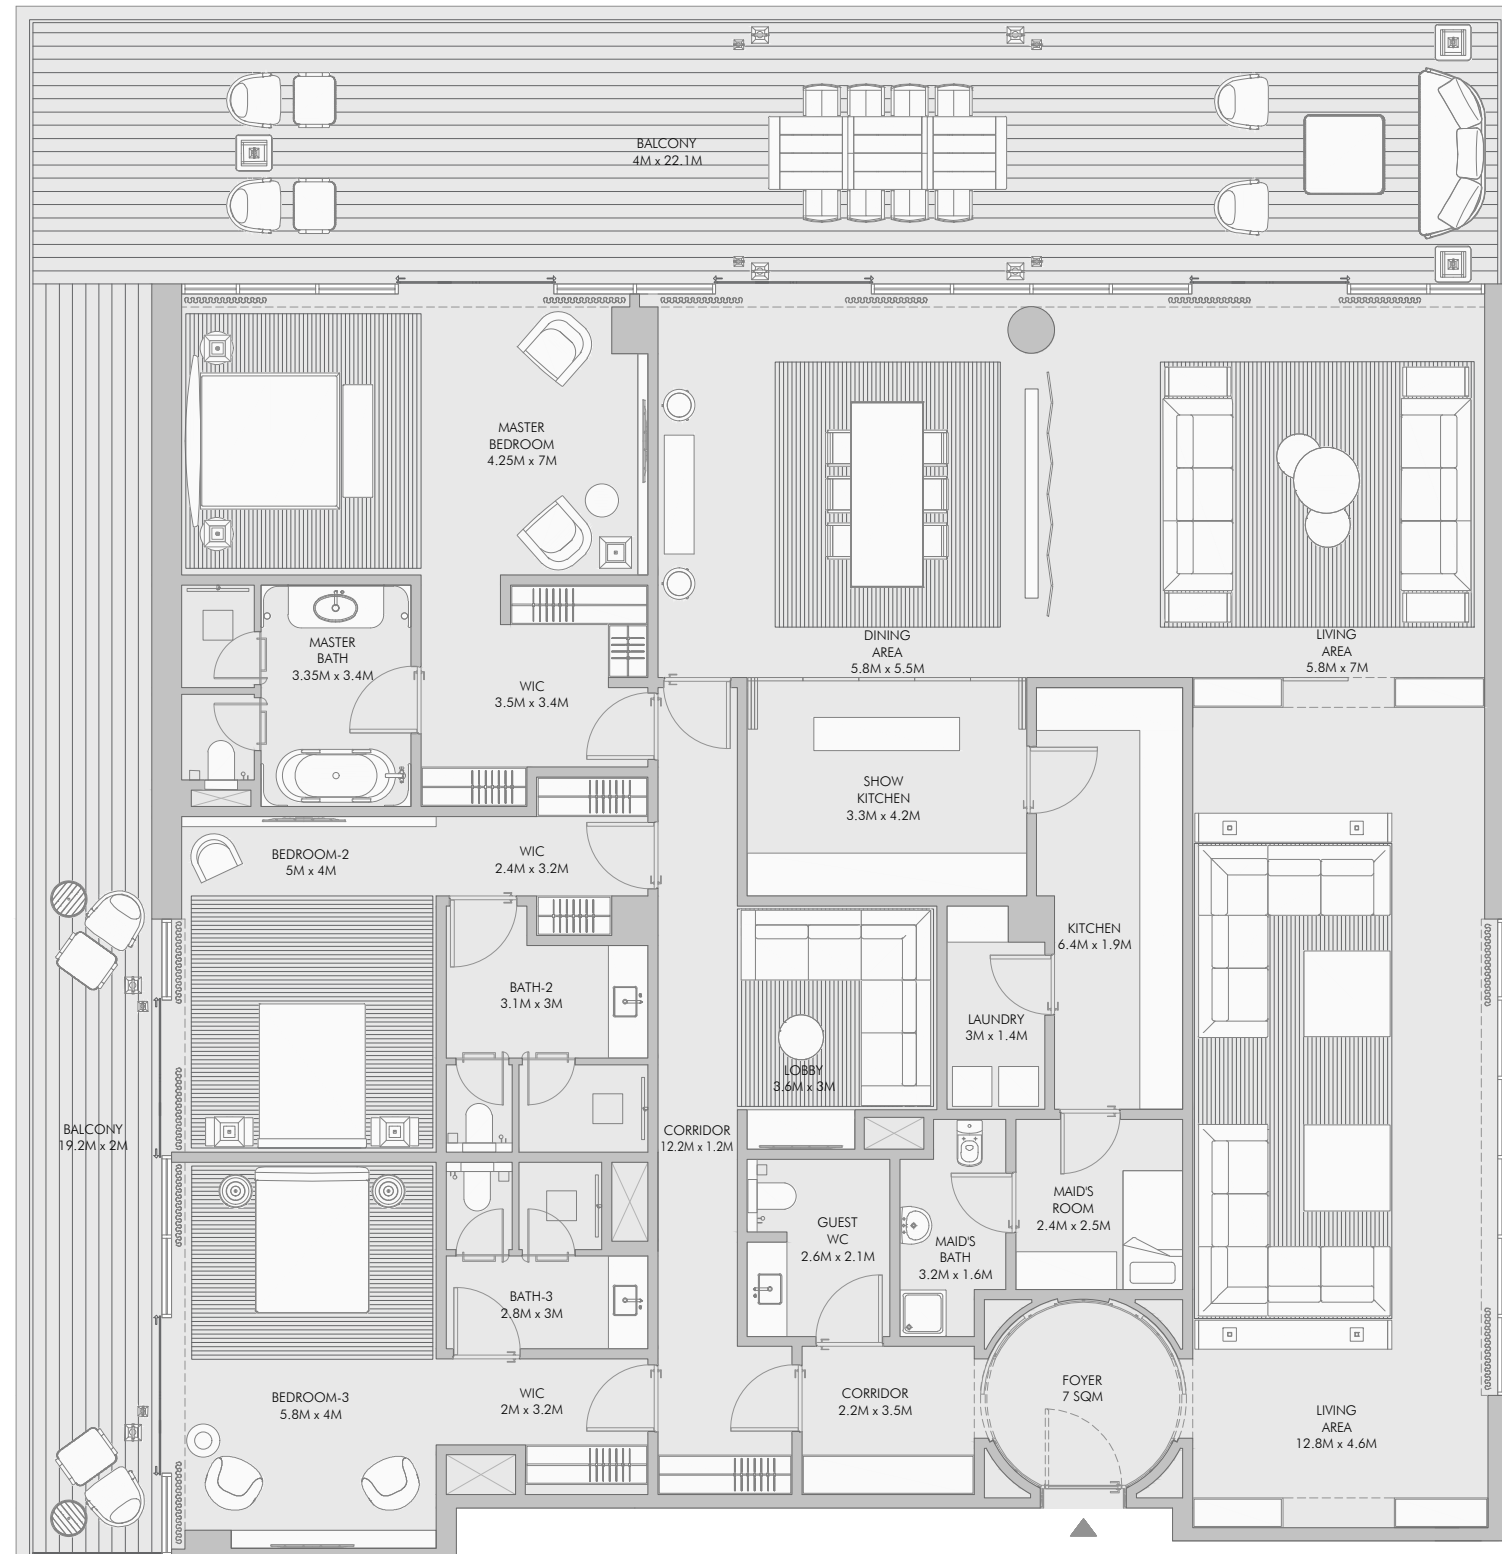 BALCONY
4M x 22.1M
MASTER
BEDROOM
4.25M x 7M
DINING
AREA
5.8M x 5.5M
LIVING
AREA
5.8M x 7M
MASTER
BATH
3.35M x 3.4M
WIC
3.5M x 3.4M
SHOW
KITCHEN
3.3M x 4.2M
BEDROOM-2
5M x 4M
WIC
2.4M x 3.2M
KITCHEN
6.4M x 1.9M
BATH-2
3.1M x 3M
LAUNDRY
3M x 1.4M
LOBBY
3.6M x 3M
BALCONY
19.2M x 2M
CORRIDOR
12.2M x 1.2M
MAID'S
ROOM
2.4M x 2.5M
GUEST
WC
2.6M x 2.1M
MAID'S
BATH
3.2M x 1.6M
BATH-3
2.8M x 3M
BEDROOM-3
5.8M x 4M
WIC
2M x 3.2M
CORRIDOR
2.2M x 3.5M
FOYER
7 SQM
LIVING
AREA
12.8M x 4.6M